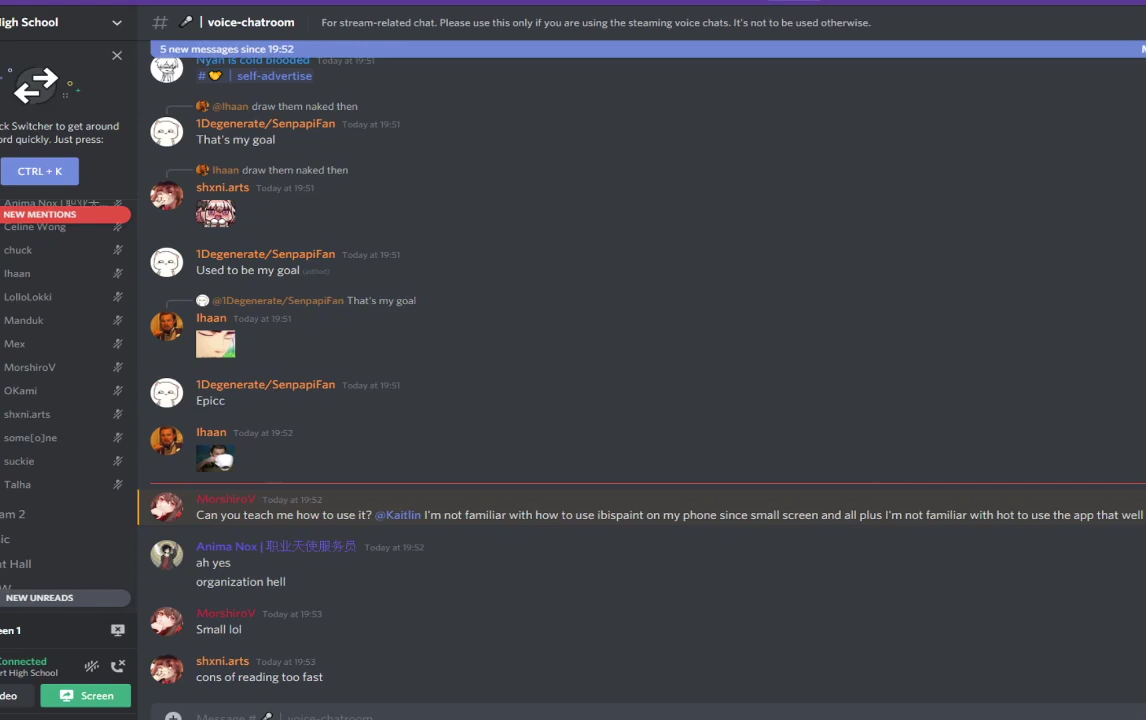 High School
# | voice-chatroom
For stream-related chat. Please use this only if you are using the steaming voice chats. It's not to be used otherwise.
5 new messages since 19:52
Nyan is cold blooded Today at 19:51
# | self-advertise
ck Switcher to get around
ord quickly. Just press:
CTRL + K
@Ihaan draw them naked then
1Degenerate/SenpapiFan Today at 19:51
That's my goal
Ihaan draw them naked then
shxni.arts Today at 19:51
Anima Nox | 职业天...
NEW MENTIONS
Celine Wong
chuck
Ihaan
LolloLokki
Manduk
Mex
MorshiroV
OKami
shxni.arts
some[o]ne
suckie
Talha
am 2
ic
nt Hall
NEW UNREADS
een 1
Connected
rt High School
deo
Screen
1Degenerate/SenpapiFan Today at 19:51
Used to be my goal (edited)
@1Degenerate/SenpapiFan That's my goal
Ihaan Today at 19:51
1Degenerate/SenpapiFan Today at 19:51
Epicc
Ihaan Today at 19:52
MorshiroV Today at 19:52
Can you teach me how to use it? @Kaitlin I'm not familiar with how to use ibispaint on my phone since small screen and all plus I'm not familiar with hot to use the app that well
Anima Nox | 职业天使服务员 Today at 19:52
ah yes
organization hell
MorshiroV Today at 19:53
Small lol
shxni.arts Today at 19:53
cons of reading too fast
Message # | voice-chatroom